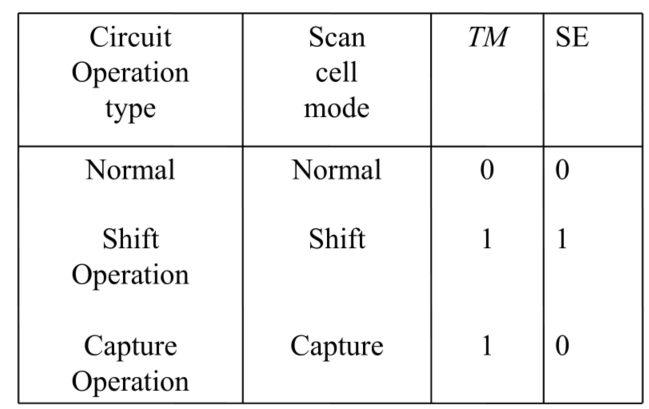 Circuit Operation type
Scan cell mode
TM
SE
Normal
Normal
0
0
Shift Operation
Shift
1
1
Capture Operation
Capture
1
0